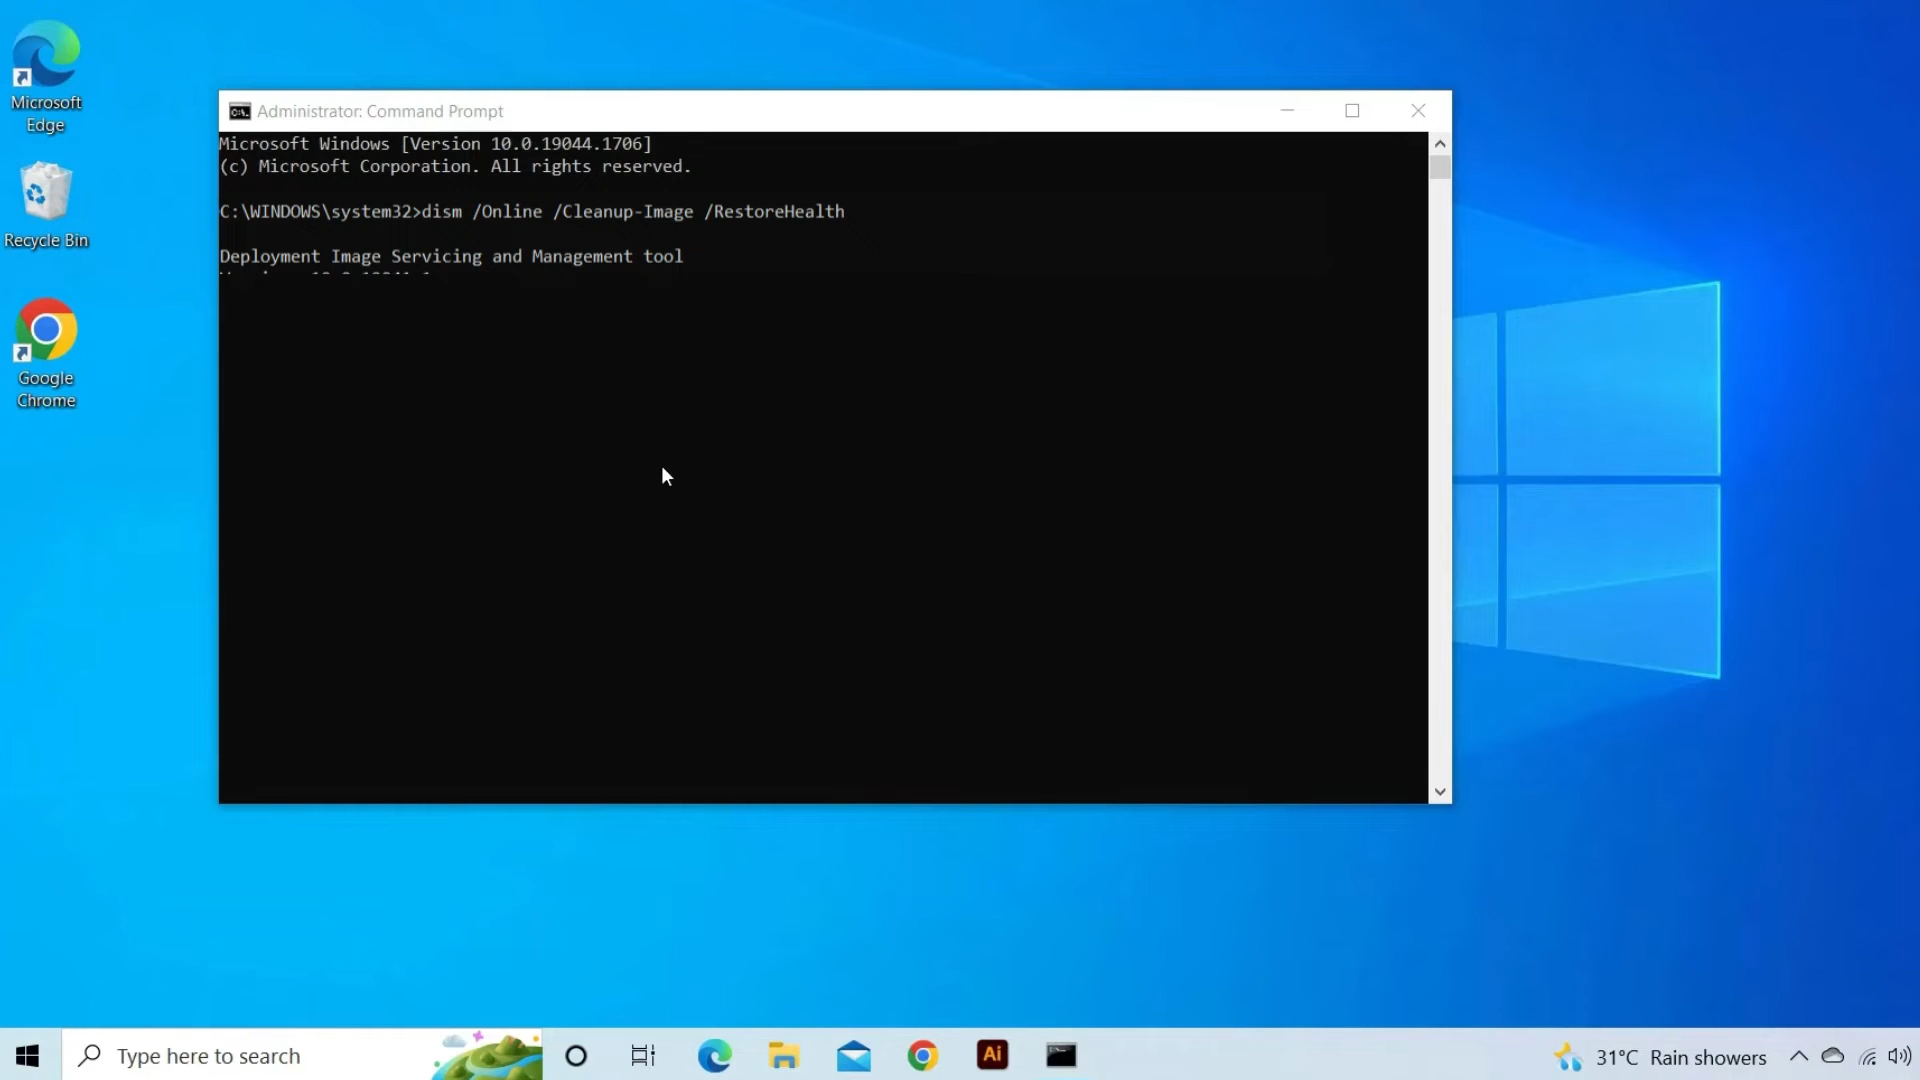 Microsoft
Edge
Recycle Bin
Google
Chrome
Administrator: Command Prompt
Microsoft Windows [Version 10.0.19044.1706]
(c) Microsoft Corporation. All rights reserved.
C:\WINDOWS\system32>dism /Online /Cleanup-Image /RestoreHealth
Deployment Image Servicing and Management tool
Type here to search
Ai
31°C Rain showers